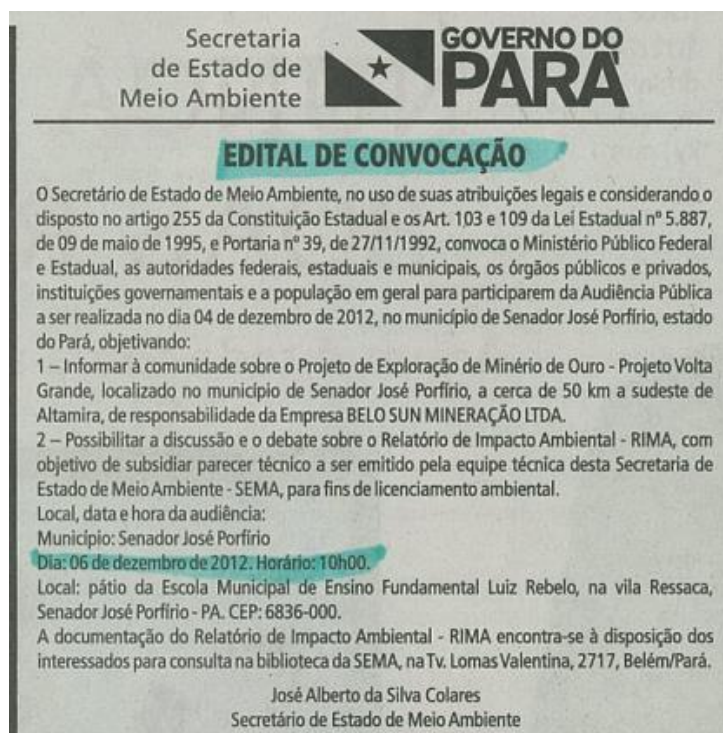 Secretaria
de Estado de
Meio Ambiente
GOVERNO DO
PARÁ
EDITAL DE CONVOCAÇÃO
O Secretário de Estado de Meio Ambiente, no uso de suas atribuições legais e considerando o
disposto no artigo 255 da Constituição Estadual e os Art. 103 e 109 da Lei Estadual nº 5.887,
de 09 de maio de 1995, e Portaria nº 39, de 27/11/1992, convoca o Ministério Público Federal
e Estadual, as autoridades federais, estaduais e municipais, os órgãos públicos e privados,
instituições governamentais e a população em geral para participarem da Audiência Pública
a ser realizada no dia 04 de dezembro de 2012, no município de Senador José Porfírio, estado
do Pará, objetivando:
1 – Informar à comunidade sobre o Projeto de Exploração de Minério de Ouro - Projeto Volta
Grande, localizado no município de Senador José Porfírio, a cerca de 50 km a sudeste de
Altamira, de responsabilidade da Empresa BELO SUN MINERAÇÃO LTDA.
2 – Possibilitar a discussão e o debate sobre o Relatório de Impacto Ambiental - RIMA, com
objetivo de subsidiar parecer técnico a ser emitido pela equipe técnica desta Secretaria de
Estado de Meio Ambiente - SEMA, para fins de licenciamento ambiental.
Local, data e hora da audiência:
Município: Senador José Porfírio
Dia: 06 de dezembro de 2012. Horário: 10h00.
Local: pátio da Escola Municipal de Ensino Fundamental Luiz Rebelo, na vila Ressaca,
Senador José Porfírio - PA. CEP: 6836-000.
A documentação do Relatório de Impacto Ambiental - RIMA encontra-se à disposição dos
interessados para consulta na biblioteca da SEMA, na Tv. Lomas Valentina, 2717, Belém/Pará.
José Alberto da Silva Colares
Secretário de Estado de Meio Ambiente